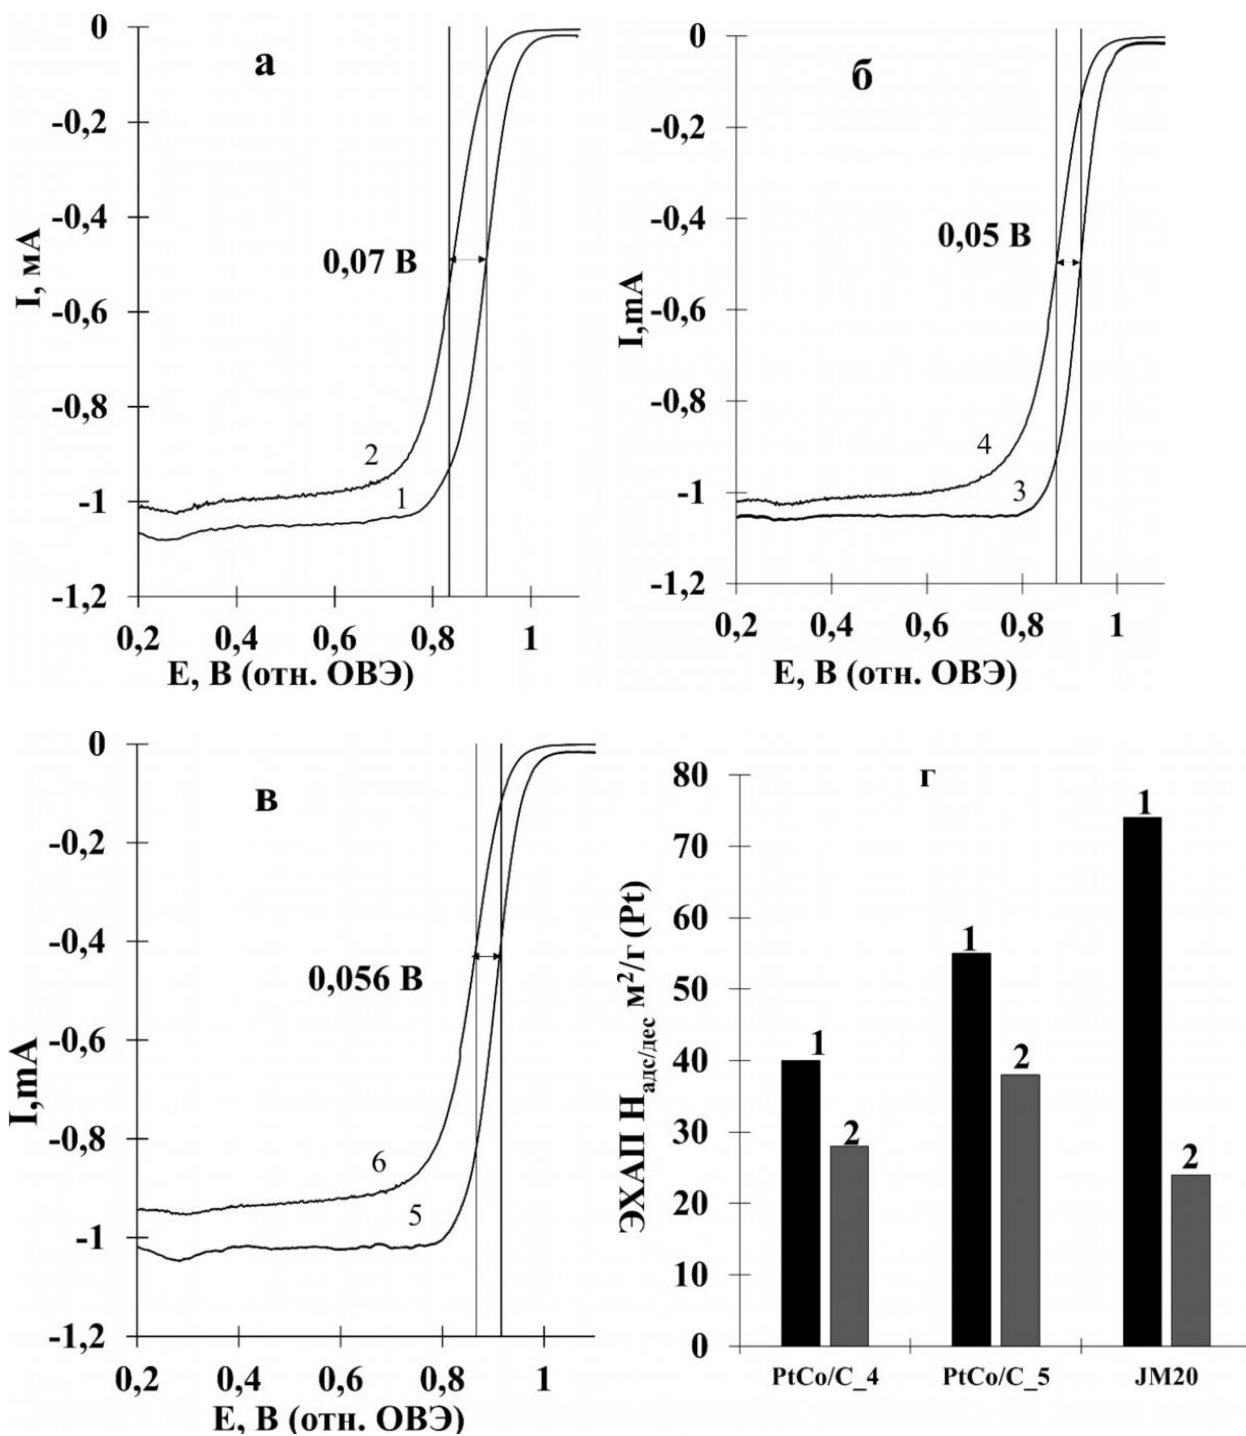 а
0
-0,2
-0,4
-0,6
-0,8
-1
-1,2
I, мА
0,07 В
2
1
0,2 0,4 0,6 0,8 1
E, В (отн. ОВЭ)
б
0
-0,2
-0,4
-0,6
-0,8
-1
-1,2
I,mA
0,05 В
4
3
0,2 0,4 0,6 0,8 1
E, В (отн. ОВЭ)
в
0
-0,2
-0,4
-0,6
-0,8
-1
-1,2
I,mA
0,056 В
6
5
0,2 0,4 0,6 0,8 1
E, В (отн. ОВЭ)
г
80
70
60
50
40
30
20
10
0
ЭХАП Hадс/дес м²/г (Pt)
1
2
1
2
1
2
PtCo/C_4 PtCo/C_5 JM20